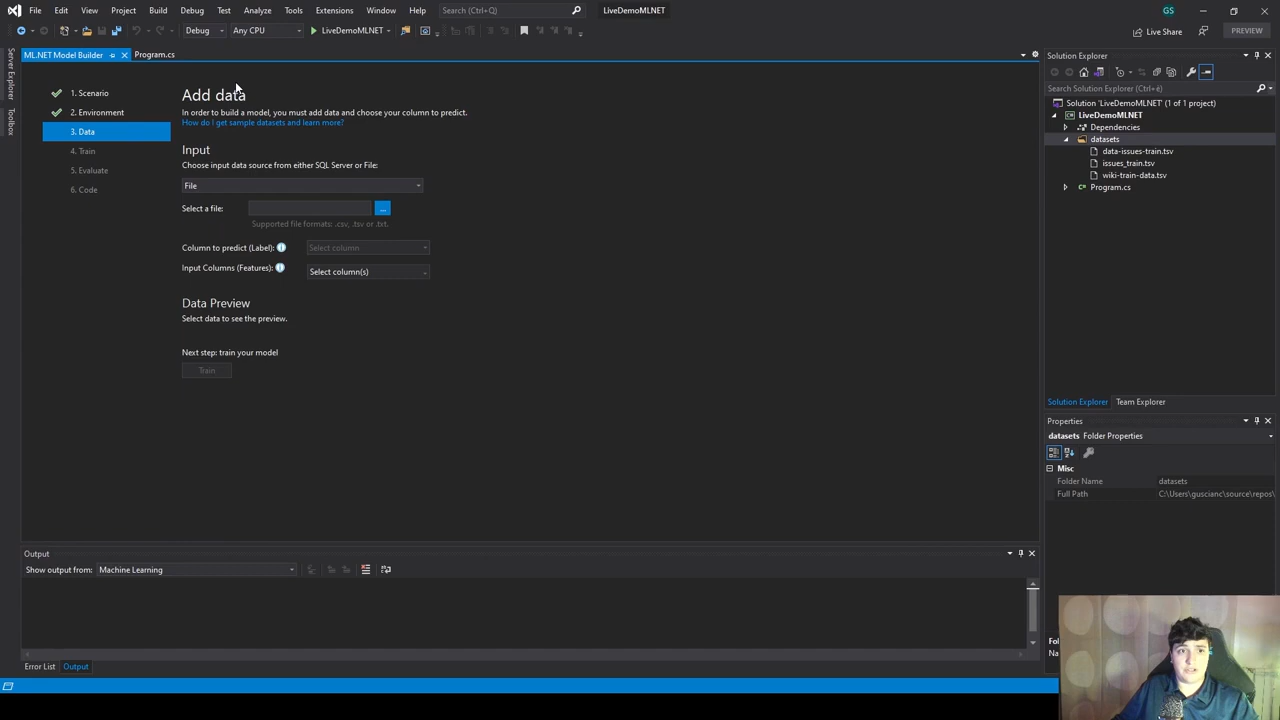 File Edit View Project Build Debug Test Analyze Tools Extensions Window Help Search (Ctrl+Q) LiveDemoMLNET GS
Debug Any CPU LiveDemoMLNET Live Share PREVIEW
Server Explorer
Toolbox
ML.NET Model Builder Program.cs
1. Scenario
2. Environment
3. Data
4. Train
5. Evaluate
6. Code
Add data
In order to build a model, you must add data and choose your column to predict.
How do I get sample datasets and learn more?
Input
Choose input data source from either SQL Server or File:
File
Select a file: ...
Supported file formats: .csv, .tsv or .txt.
Column to predict (Label): Select column
Input Columns (Features): Select column(s)
Data Preview
Select data to see the preview.
Next step: train your model
Train
Output
Show output from: Machine Learning
Error List Output
Solution Explorer
Search Solution Explorer (Ctrl+è)
Solution 'LiveDemoMLNET' (1 of 1 project)
LiveDemoMLNET
Dependencies
datasets
data-issues-train.tsv
issues_train.tsv
wiki-train-data.tsv
Program.cs
Solution Explorer Team Explorer
Properties
datasets Folder Properties
Misc
Folder Name datasets
Full Path C:\Users\guscianc\source\repos\